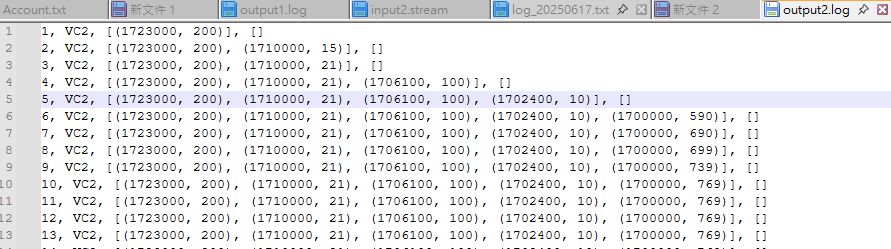 Account.txt 新文件 1 output1.log input2.stream log_20250617.txt 新文件 2 output2.log
1 1, VC2, [(1723000, 200)], []
2 2, VC2, [(1723000, 200), (1710000, 15)], []
3 3, VC2, [(1723000, 200), (1710000, 21)], []
4 4, VC2, [(1723000, 200), (1710000, 21), (1706100, 100)], []
5 5, VC2, [(1723000, 200), (1710000, 21), (1706100, 100), (1702400, 10)], []
6 6, VC2, [(1723000, 200), (1710000, 21), (1706100, 100), (1702400, 10), (1700000, 590)], []
7 7, VC2, [(1723000, 200), (1710000, 21), (1706100, 100), (1702400, 10), (1700000, 690)], []
8 8, VC2, [(1723000, 200), (1710000, 21), (1706100, 100), (1702400, 10), (1700000, 699)], []
9 9, VC2, [(1723000, 200), (1710000, 21), (1706100, 100), (1702400, 10), (1700000, 739)], []
10 10, VC2, [(1723000, 200), (1710000, 21), (1706100, 100), (1702400, 10), (1700000, 769)], []
11 11, VC2, [(1723000, 200), (1710000, 21), (1706100, 100), (1702400, 10), (1700000, 769)], []
12 12, VC2, [(1723000, 200), (1710000, 21), (1706100, 100), (1702400, 10), (1700000, 769)], []
13 13, VC2, [(1723000, 200), (1710000, 21), (1706100, 100), (1702400, 10), (1700000, 769)], []